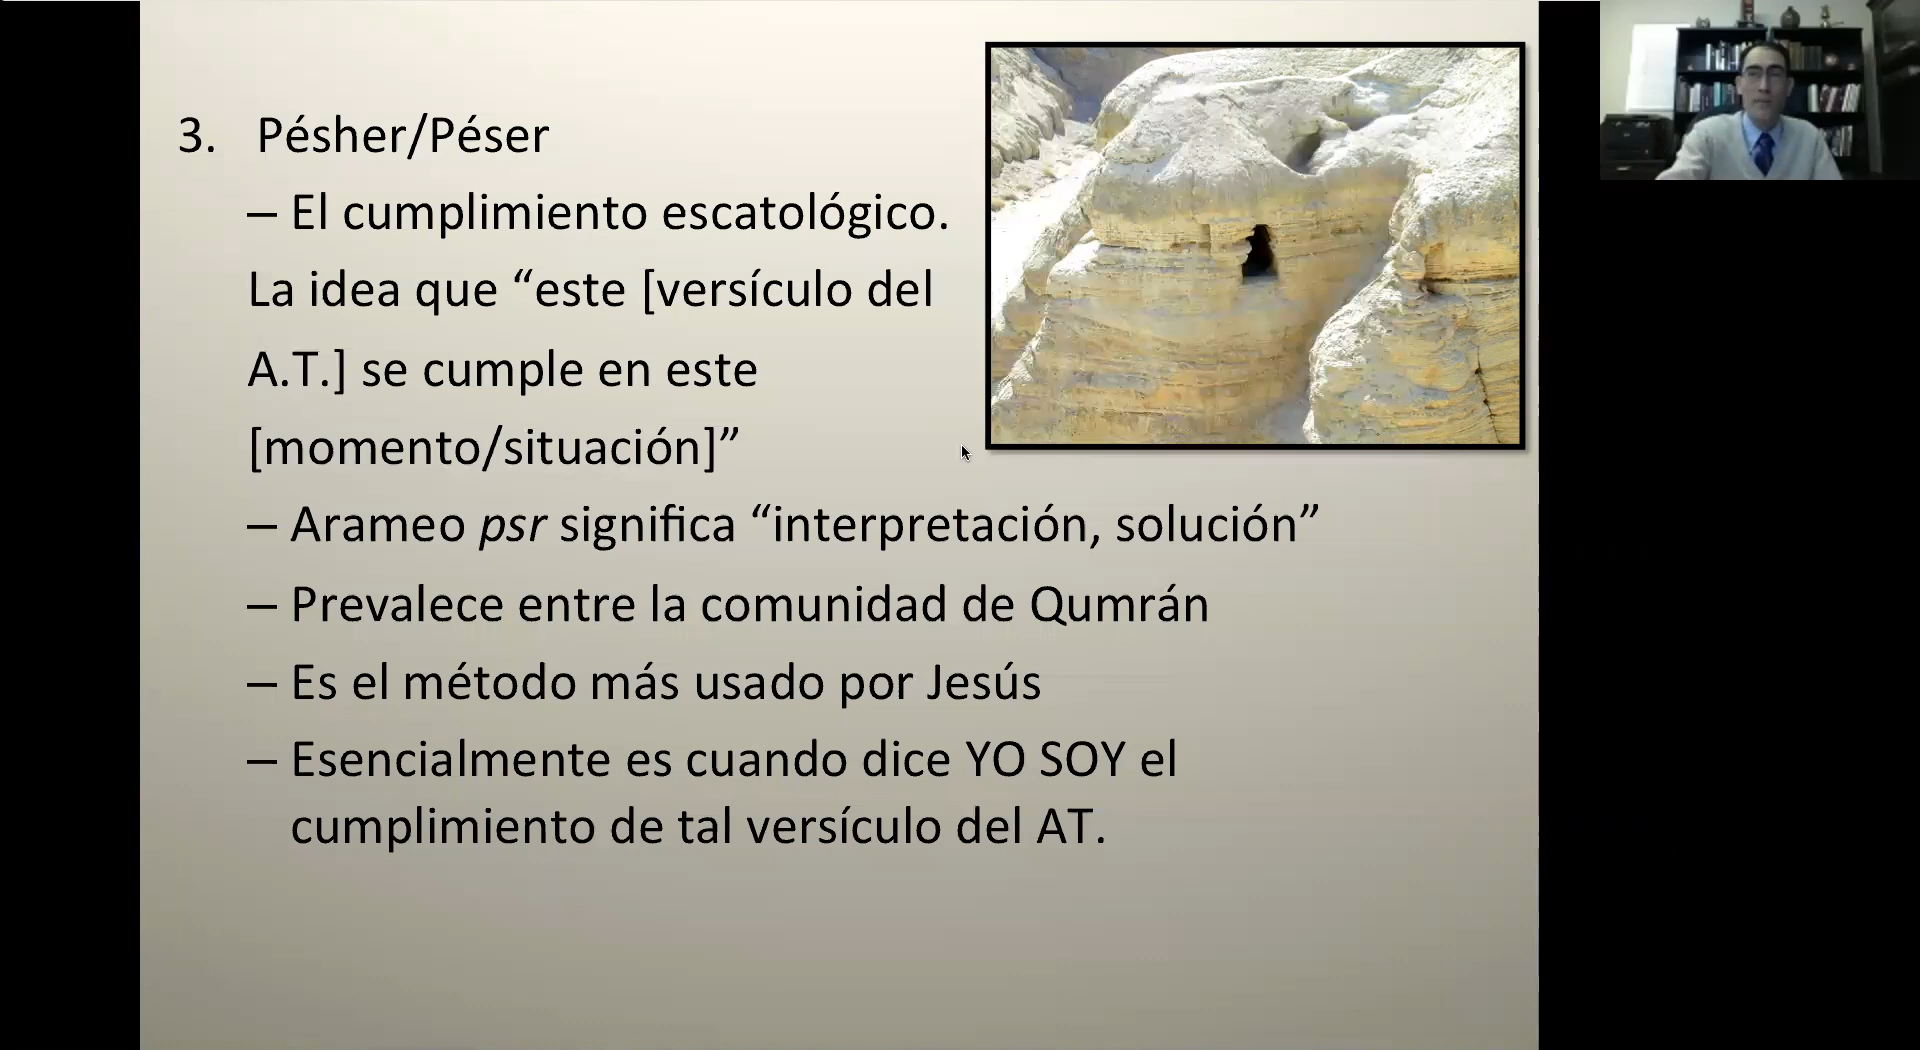 3. Pésher/Péser
– El cumplimiento escatológico.
La idea que “este [versículo del
A.T.] se cumple en este
[momento/situación]”
– Arameo psr significa “interpretación, solución”
– Prevalece entre la comunidad de Qumrán
– Es el método más usado por Jesús
– Esencialmente es cuando dice YO SOY el
cumplimiento de tal versículo del AT.